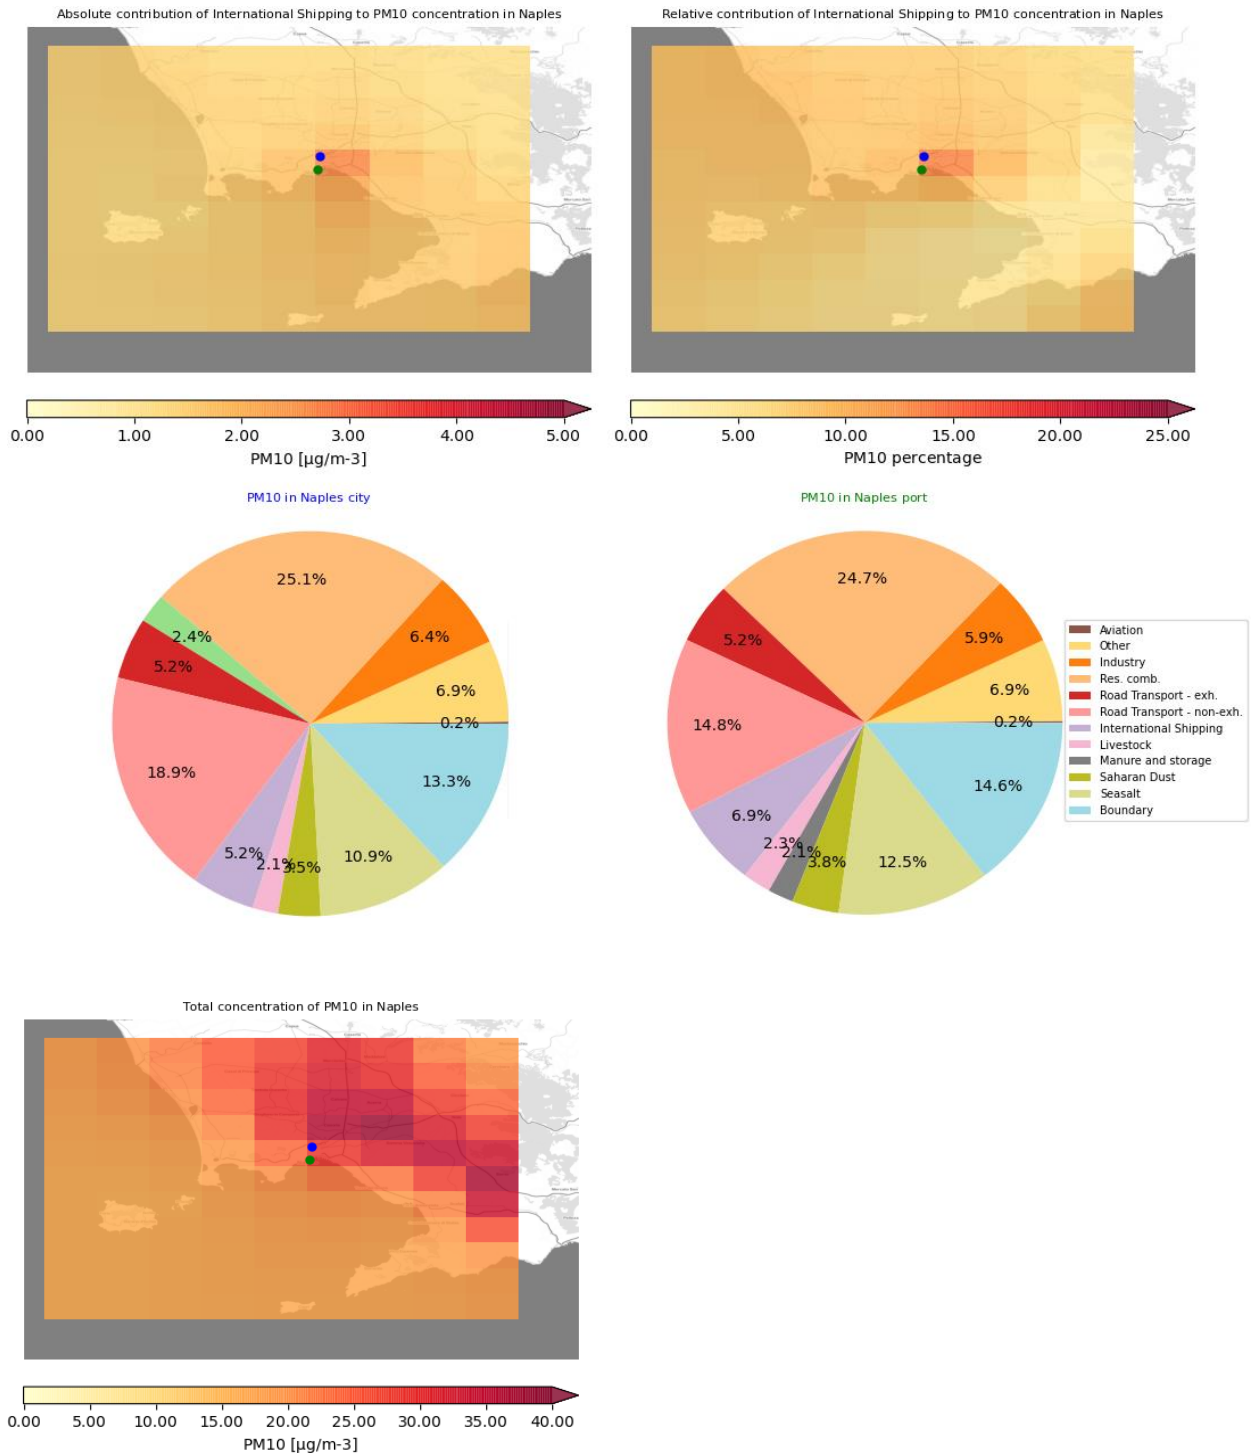 Absolute contribution of International Shipping to PM10 concentration in Naples
Relative contribution of International Shipping to PM10 concentration in Naples
0.00 1.00 2.00 3.00 4.00 5.00
PM10 [µg/m-3]
0.00 5.00 10.00 15.00 20.00 25.00
PM10 percentage
PM10 in Naples city
25.1%
6.4%
2.4%
5.2%
6.9%
0.2%
18.9%
13.3%
5.2%
2.1%
3.5%
10.9%
PM10 in Naples port
24.7%
5.9%
5.2%
6.9%
0.2%
14.8%
14.6%
6.9%
2.3%
2.1%
3.8%
12.5%
Aviation
Other
Industry
Res. comb.
Road Transport - exh.
Road Transport - non-exh.
International Shipping
Livestock
Manure and storage
Saharan Dust
Seasalt
Boundary
Total concentration of PM10 in Naples
0.00 5.00 10.00 15.00 20.00 25.00 30.00 35.00 40.00
PM10 [µg/m-3]